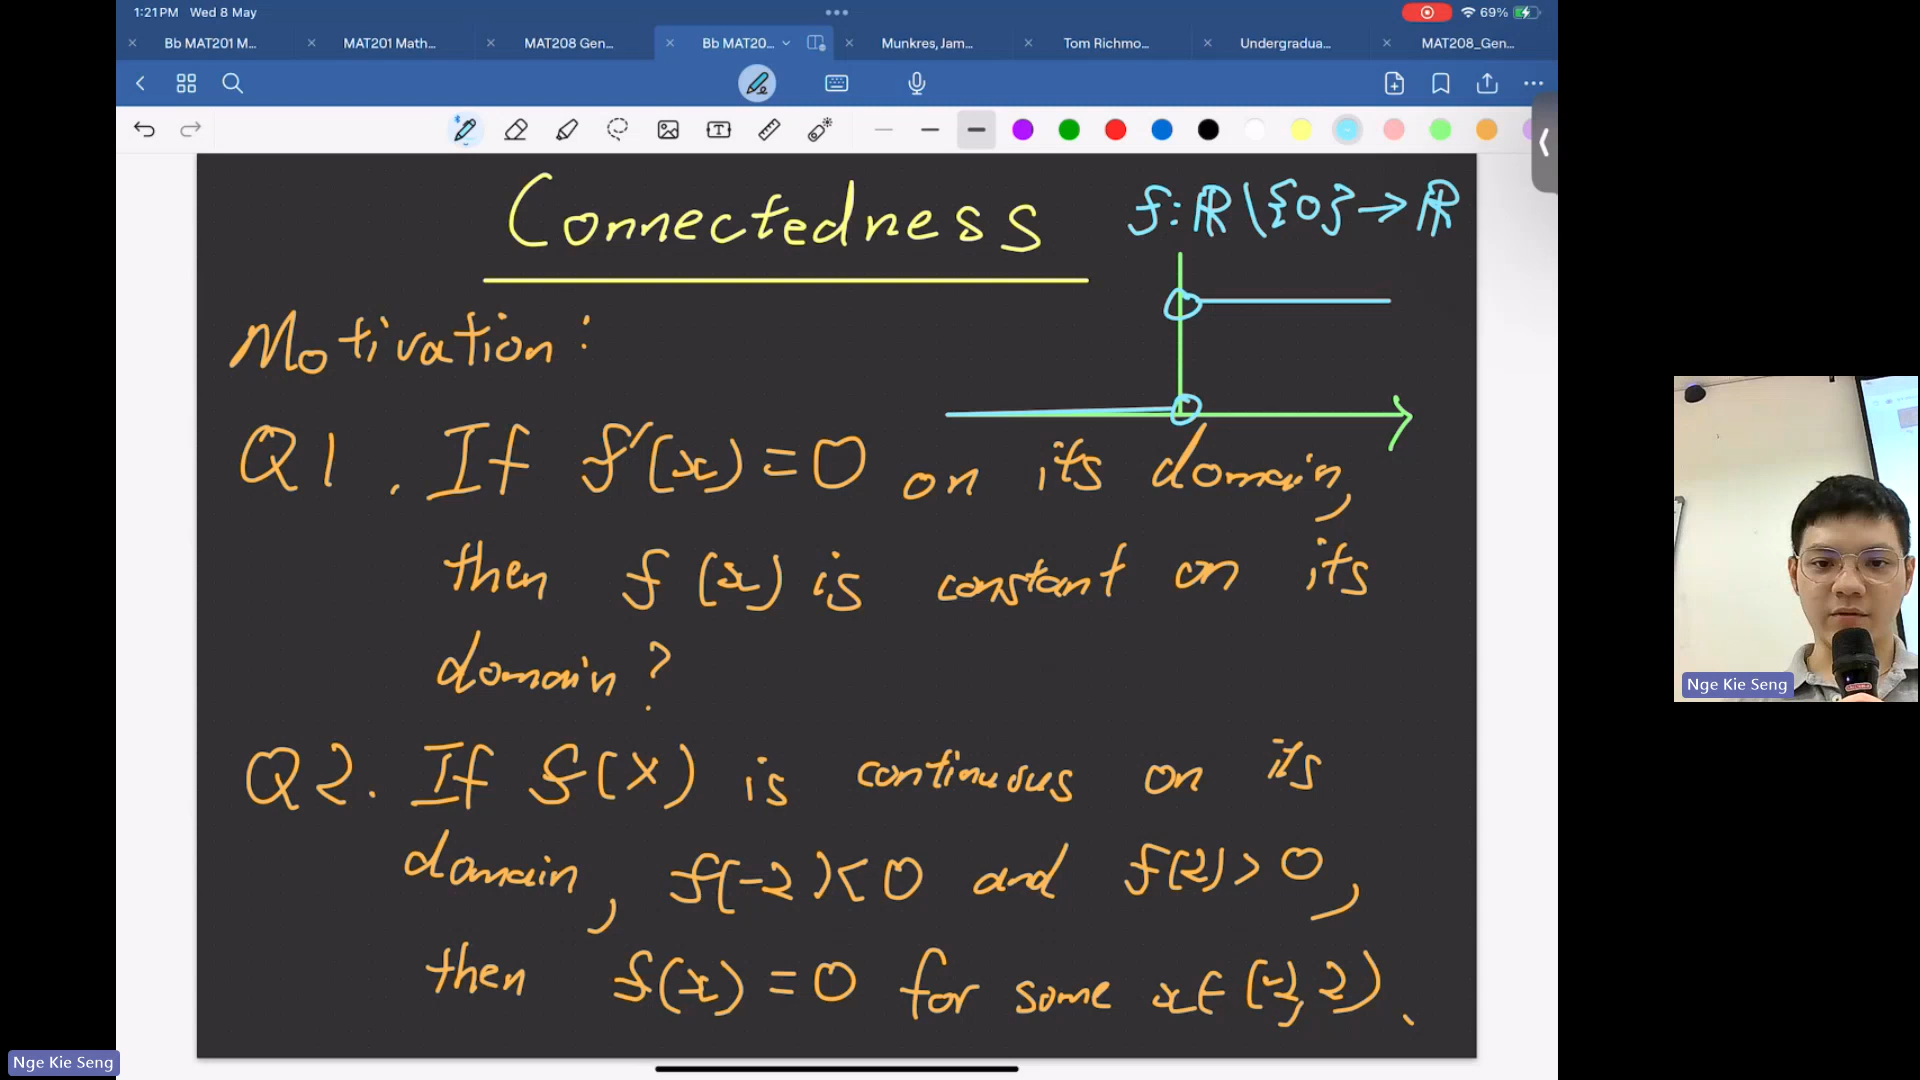 1:21 PM Wed 8 May
69%
Bb MAT201 M...
MAT201 Math...
MAT208 Gen...
Bb MAT20...
Munkres, Jam...
Tom Richmo...
Undergradua...
MAT208_Gen...
Connectedness
f: ℝ\{0} → ℝ
Motivation:
Q1. If f'(x) = 0 on its domain,
then f(x) is constant on its
domain?
Q2. If f(x) is continuous on its
domain, f(-2) < 0 and f(2) > 0,
then f(x) = 0 for some x ∈ (-2, 2).
Nge Kie Seng
Nge Kie Seng